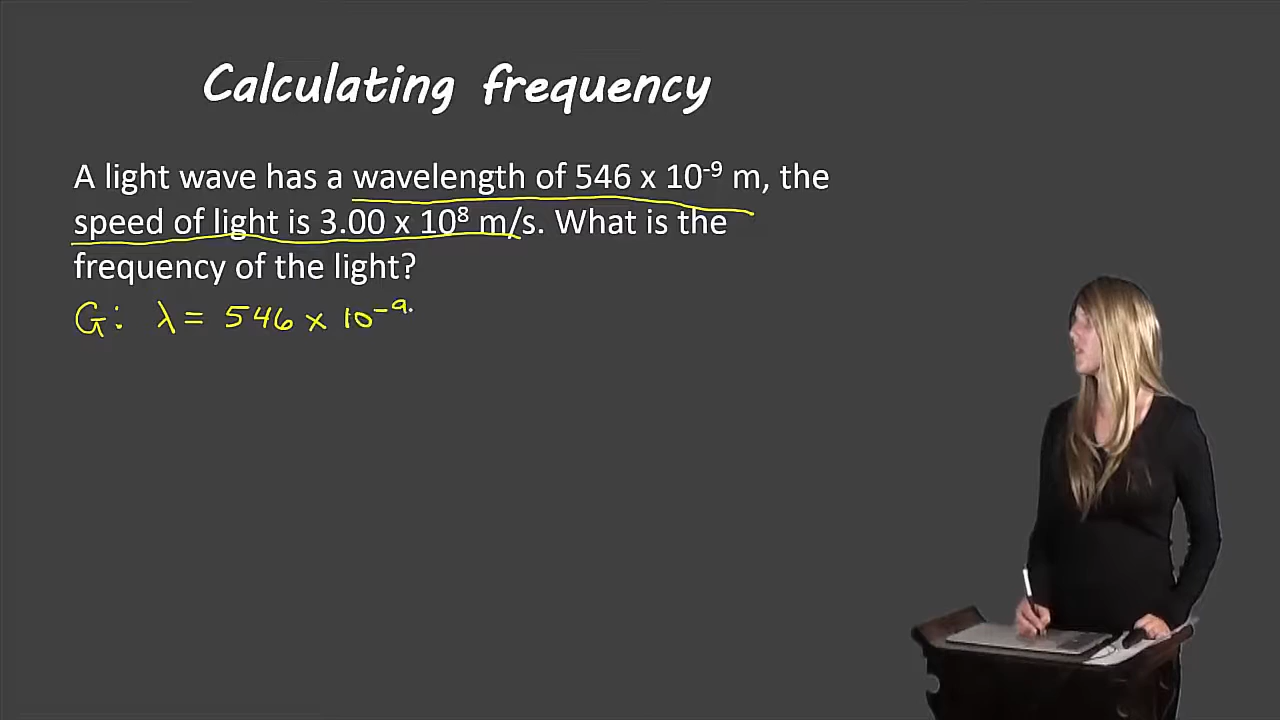 Calculating frequency
A light wave has a wavelength of 546 x 10⁻⁹ m, the
speed of light is 3.00 x 10⁸ m/s. What is the
frequency of the light?
G: λ = 546 x 10⁻⁹